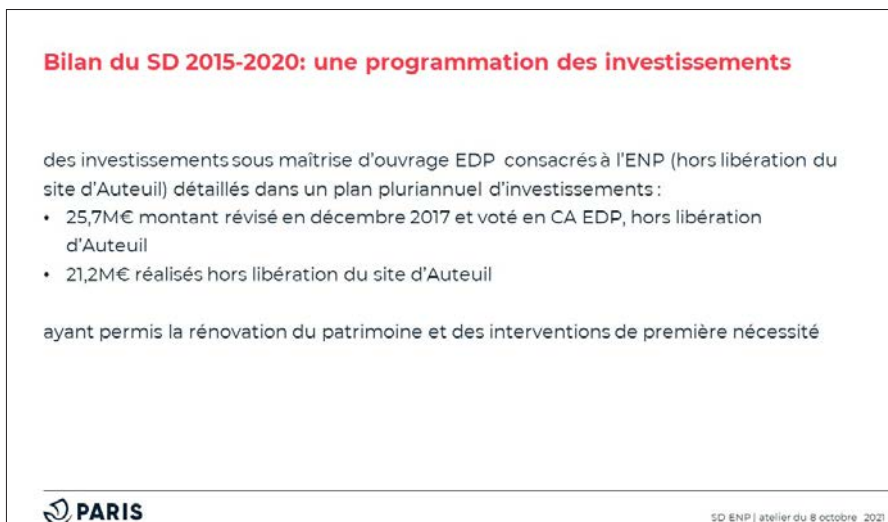 Bilan du SD 2015-2020: une programmation des investissements
des investissements sous maîtrise d'ouvrage EDP consacrés à l'ENP (hors libération du
site d'Auteuil) détaillés dans un plan pluriannuel d'investissements :
• 25,7M€ montant révisé en décembre 2017 et voté en CA EDP, hors libération
d'Auteuil
• 21,2M€ réalisés hors libération du site d'Auteuil
ayant permis la rénovation du patrimoine et des interventions de première nécessité
PARIS
SD ENP | atelier du 8 octobre 2021